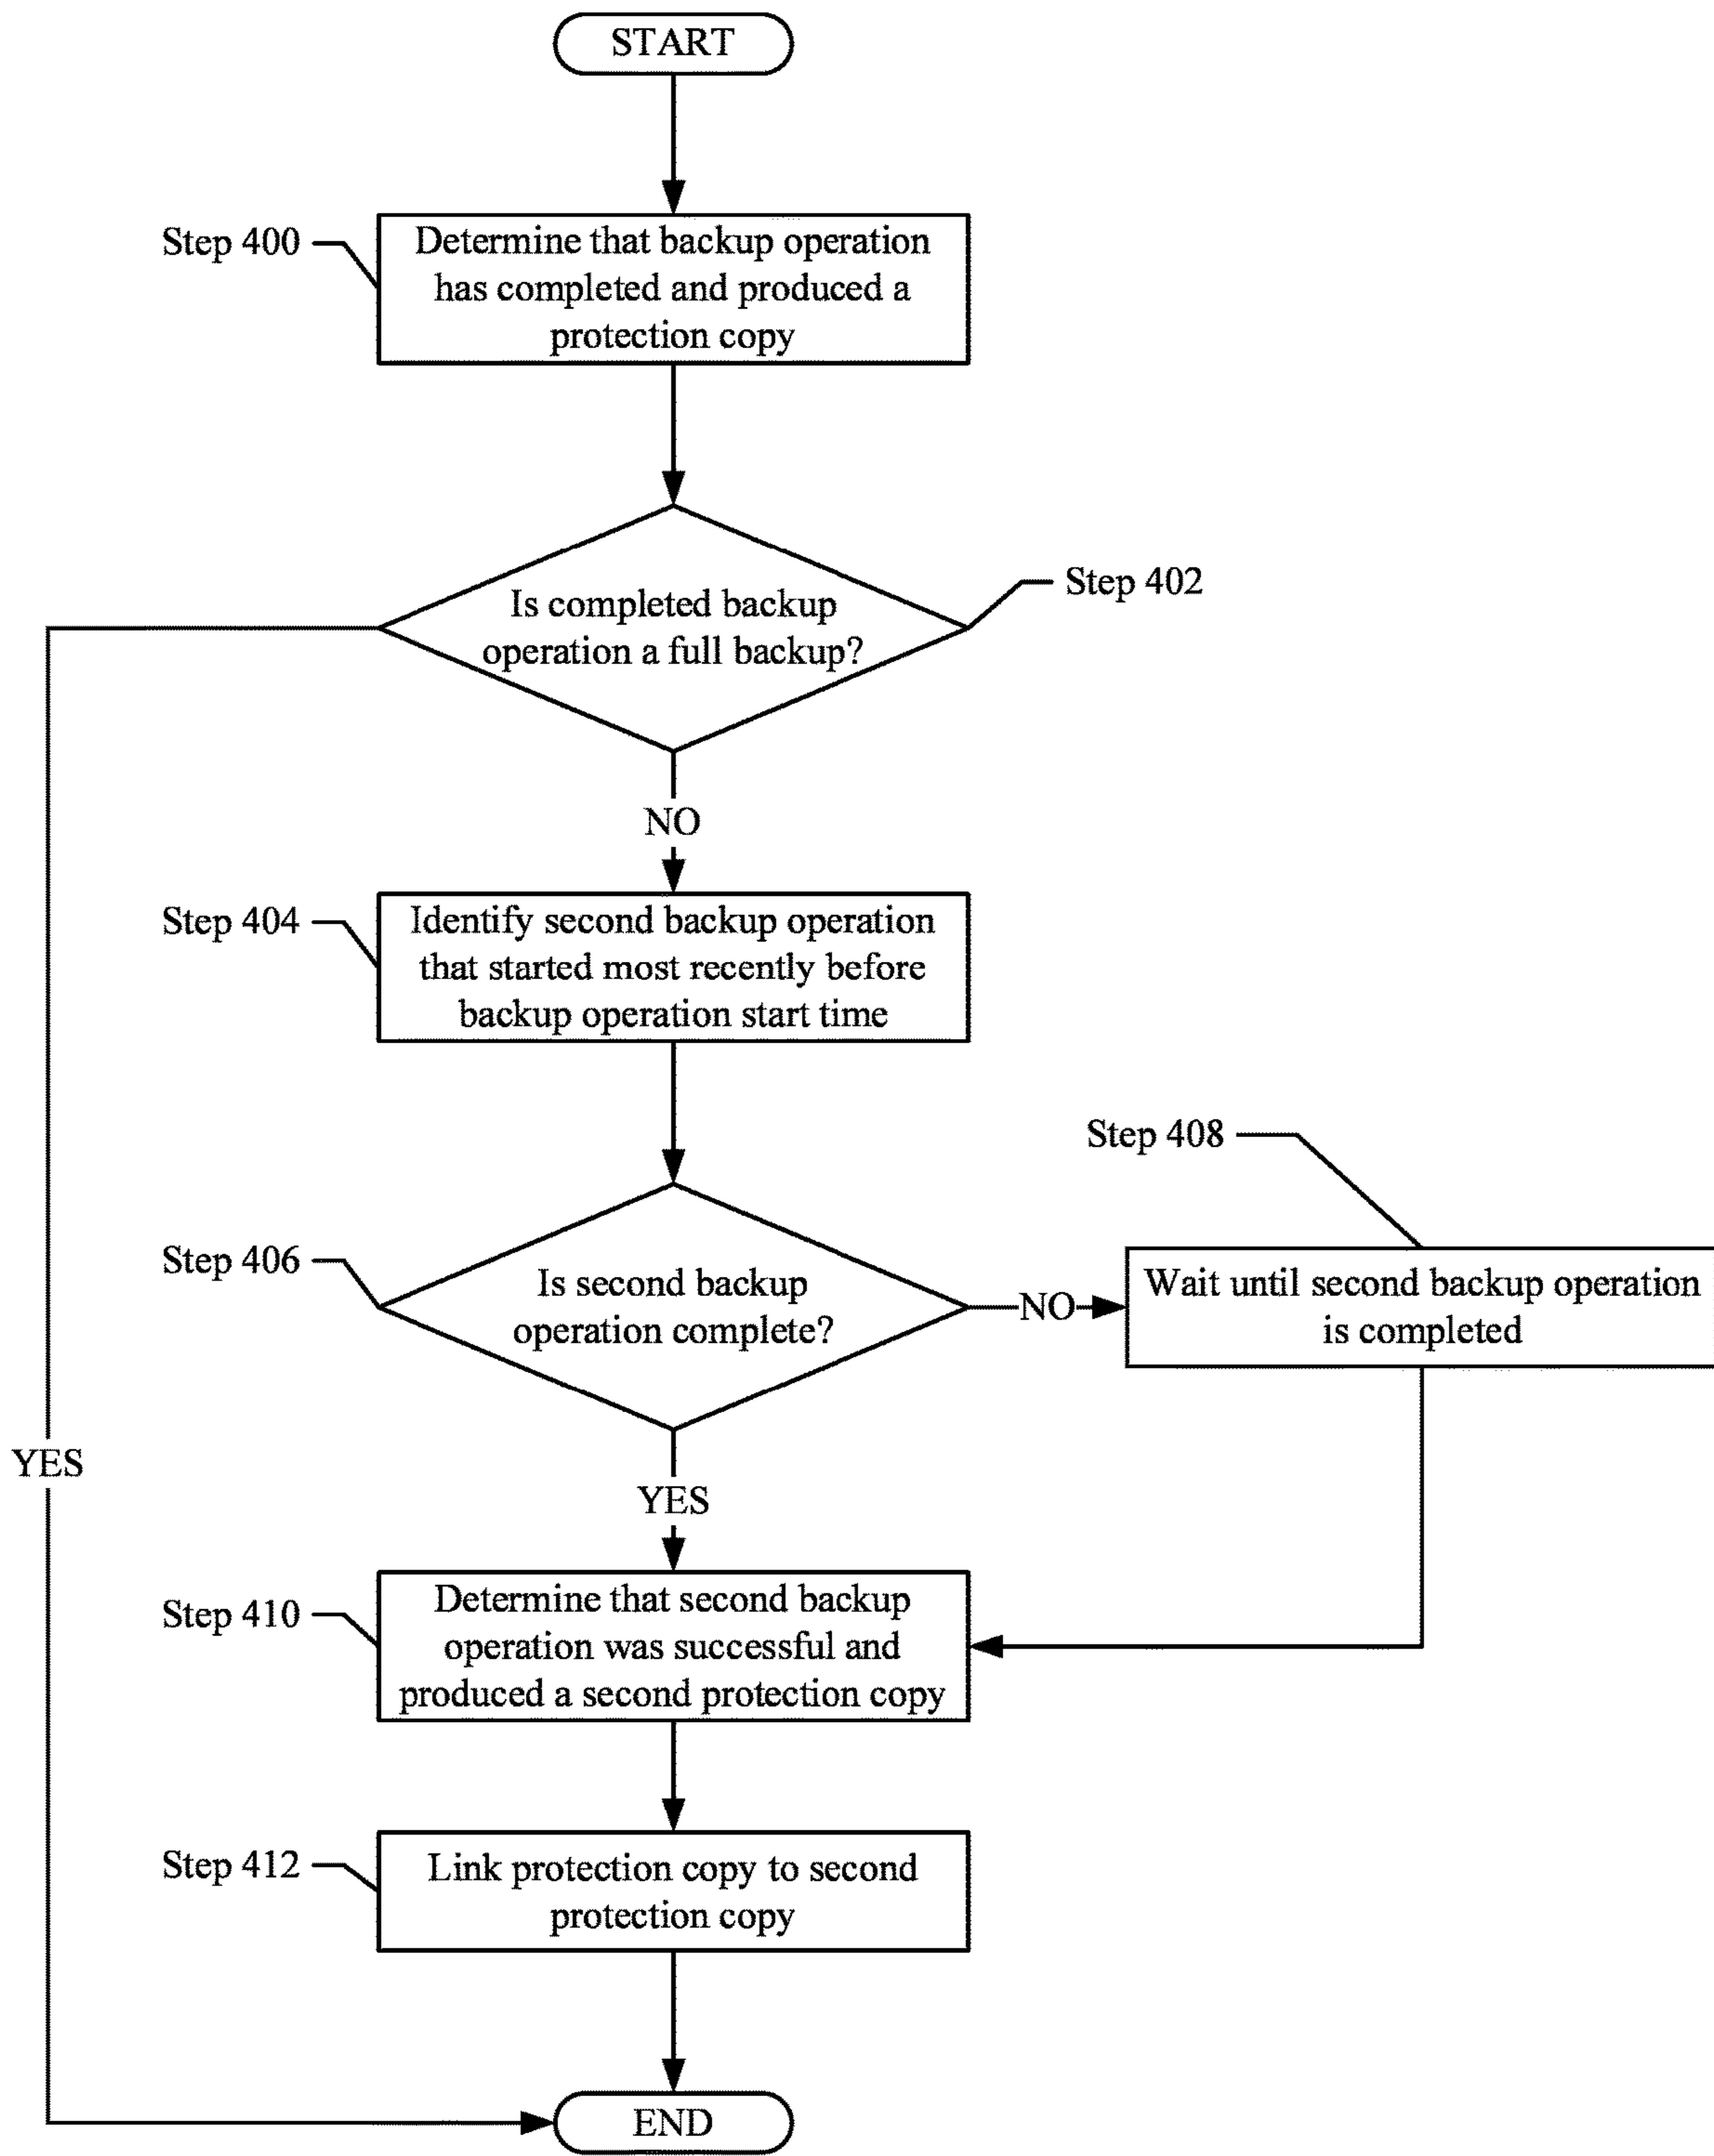 START
Step 400
Determine that backup operation
has completed and produced a
protection copy
Step 402
Is completed backup
operation a full backup?
NO
Step 404
Identify second backup operation
that started most recently before
backup operation start time
Step 408
Step 406
Is second backup
operation complete?
NO
Wait until second backup operation
is completed
YES
YES
Step 410
Determine that second backup
operation was successful and
produced a second protection copy
Step 412
Link protection copy to second
protection copy
END